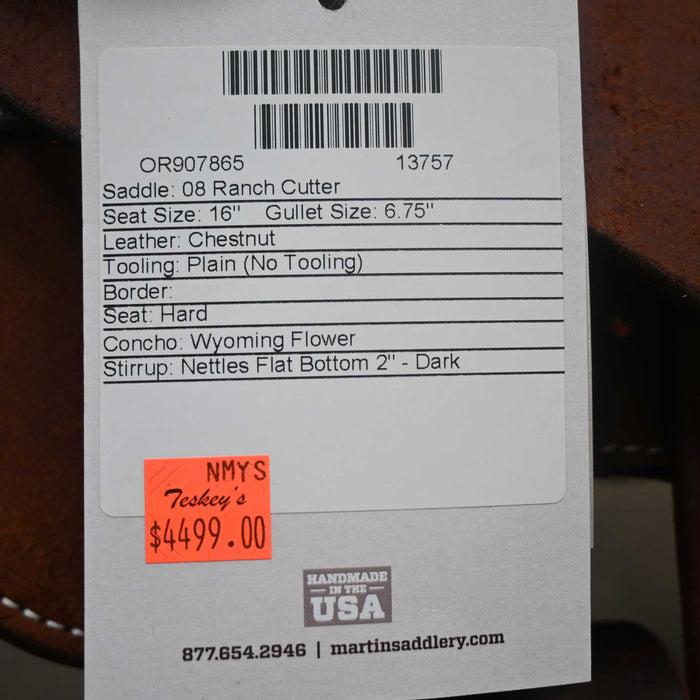 OR907865 13757
Saddle: 08 Ranch Cutter
Seat Size: 16" Gullet Size: 6.75"
Leather: Chestnut
Tooling: Plain (No Tooling)
Border:
Seat: Hard
Concho: Wyoming Flower
Stirrup: Nettles Flat Bottom 2" - Dark
NMYS
Teskey's
$4499.00
HANDMADE
IN THE
USA
877.654.2946 | martinsaddlery.com